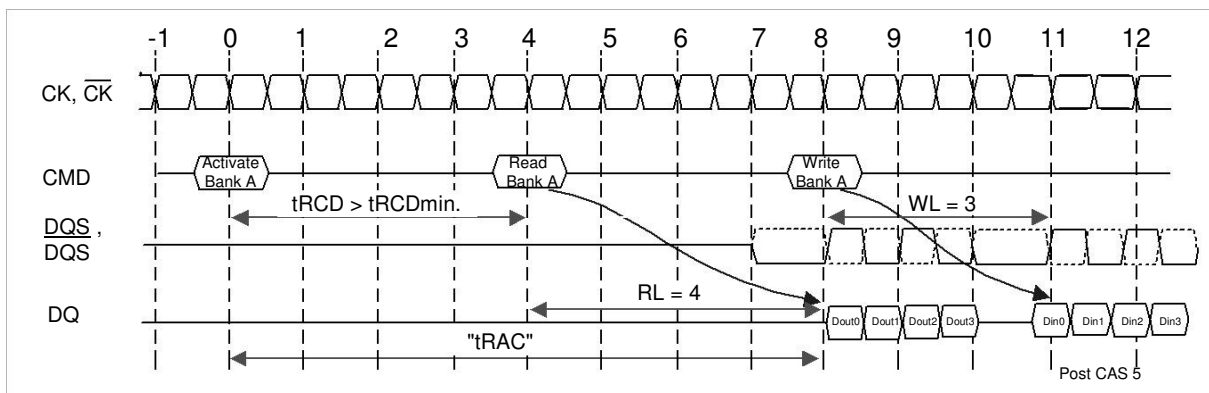 -1 0 1 2 3 4 5 6 7 8 9 10 11 12
CK, CK
CMD
Activate
Bank A
Read
Bank A
Write
Bank A
tRCD > tRCDmin.
WL = 3
DQS ,
DQS
RL = 4
DQ
Dout0 Dout1 Dout2 Dout3 Din0 Din1 Din2 Din3
"tRAC"
Post CAS 5